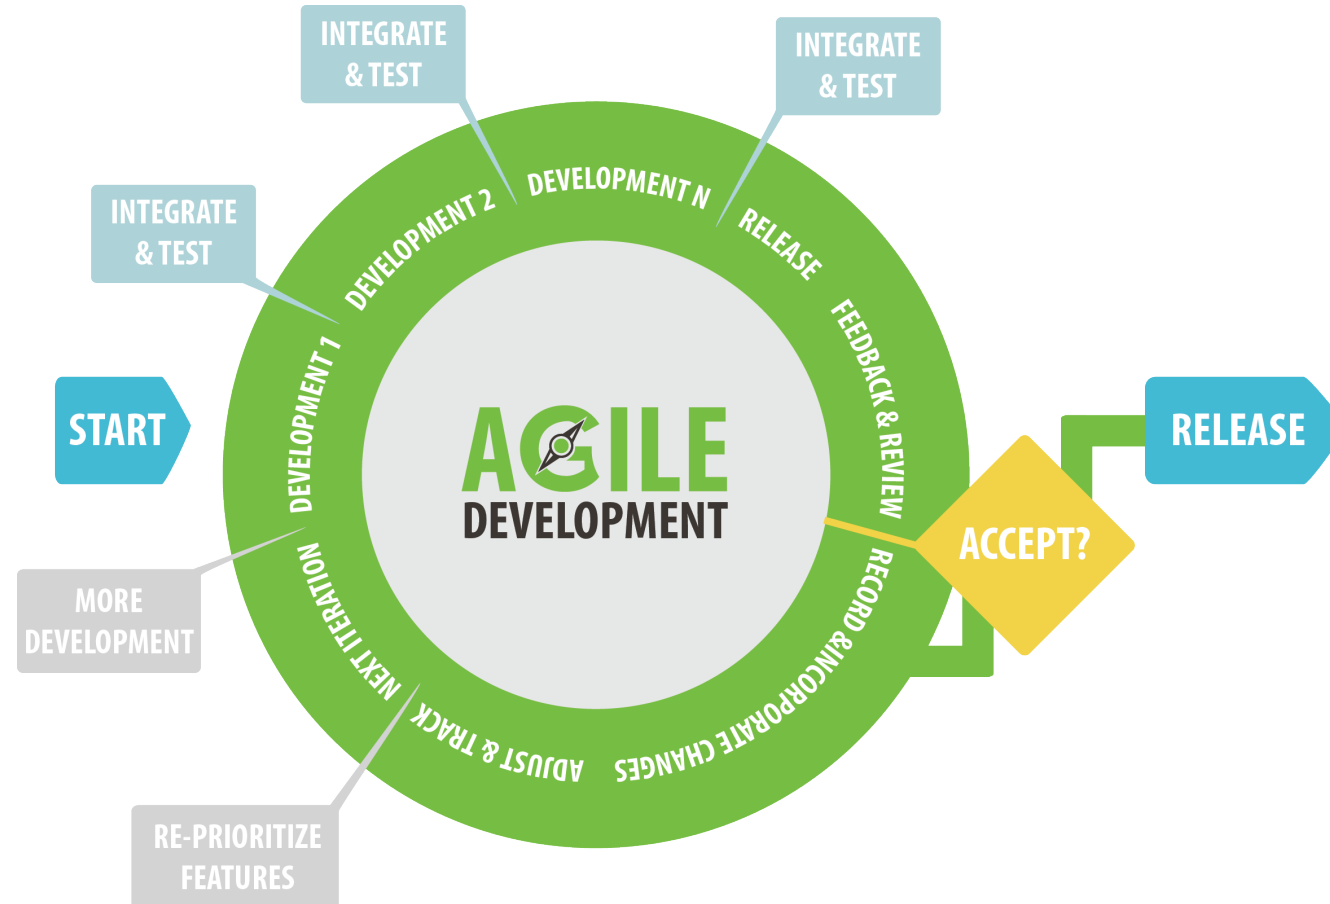 INTEGRATE
& TEST
INTEGRATE
& TEST
INTEGRATE
& TEST
START
DEVELOPMENT 1
DEVELOPMENT 2
DEVELOPMENT N
RELEASE
FEEDBACK & REVIEW
ACCEPT?
RELEASE
RECORD &INCORPORATE CHANGES
ADJUST & TRACK
NEXT ITERATION
MORE
DEVELOPMENT
RE-PRIORITIZE
FEATURES
AGILE
DEVELOPMENT